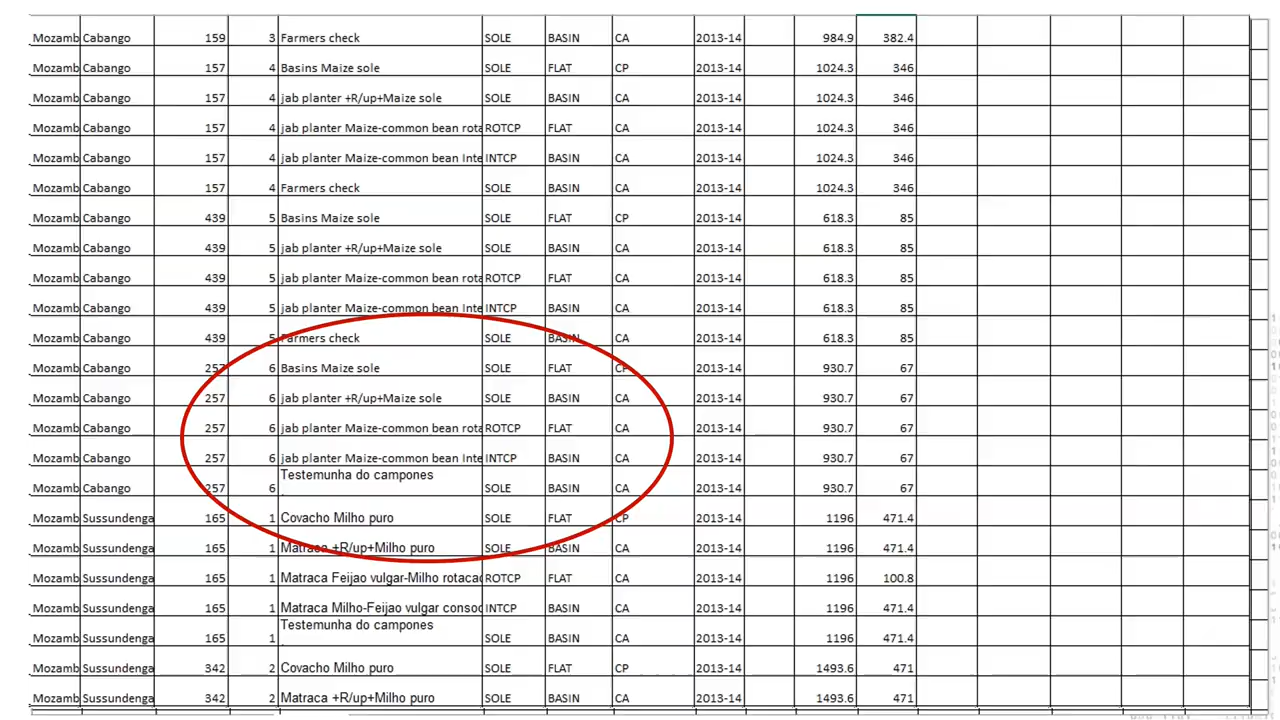 Mozamb Cabango 159 3 Farmers check SOLE BASIN CA 2013-14 984.9 382.4
Mozamb Cabango 157 4 Basins Maize sole SOLE FLAT CP 2013-14 1024.3 346
Mozamb Cabango 157 4 jab planter +R/up+Maize sole SOLE BASIN CA 2013-14 1024.3 346
Mozamb Cabango 157 4 jab planter Maize-common bean rota ROTCP FLAT CA 2013-14 1024.3 346
Mozamb Cabango 157 4 jab planter Maize-common bean Inte INTCP BASIN CA 2013-14 1024.3 346
Mozamb Cabango 157 4 Farmers check SOLE BASIN CA 2013-14 1024.3 346
Mozamb Cabango 439 5 Basins Maize sole SOLE FLAT CP 2013-14 618.3 85
Mozamb Cabango 439 5 jab planter +R/up+Maize sole SOLE BASIN CA 2013-14 618.3 85
Mozamb Cabango 439 5 jab planter Maize-common bean rota ROTCP FLAT CA 2013-14 618.3 85
Mozamb Cabango 439 5 jab planter Maize-common bean Inte INTCP BASIN CA 2013-14 618.3 85
Mozamb Cabango 439 5 Farmers check SOLE BASIN CA 2013-14 618.3 85
Mozamb Cabango 257 6 Basins Maize sole SOLE FLAT CP 2013-14 930.7 67
Mozamb Cabango 257 6 jab planter +R/up+Maize sole SOLE BASIN CA 2013-14 930.7 67
Mozamb Cabango 257 6 jab planter Maize-common bean rota ROTCP FLAT CA 2013-14 930.7 67
Mozamb Cabango 257 6 jab planter Maize-common bean Inte INTCP BASIN CA 2013-14 930.7 67
Testemunha do campones
Mozamb Cabango 257 6 SOLE BASIN CA 2013-14 930.7 67
Mozamb Sussundenga 165 1 Covacho Milho puro SOLE FLAT CP 2013-14 1196 471.4
Mozamb Sussundenga 165 1 Matraca +R/up+Milho puro SOLE BASIN CA 2013-14 1196 471.4
Mozamb Sussundenga 165 1 Matraca Feijao vulgar-Milho rotacao ROTCP FLAT CA 2013-14 1196 100.8
Mozamb Sussundenga 165 1 Matraca Milho-Feijao vulgar consoc INTCP BASIN CA 2013-14 1196 471.4
Testemunha do campones
Mozamb Sussundenga 165 1 SOLE BASIN CA 2013-14 1196 471.4
Mozamb Sussundenga 342 2 Covacho Milho puro SOLE FLAT CP 2013-14 1493.6 471
Mozamb Sussundenga 342 2 Matraca +R/up+Milho puro SOLE BASIN CA 2013-14 1493.6 471